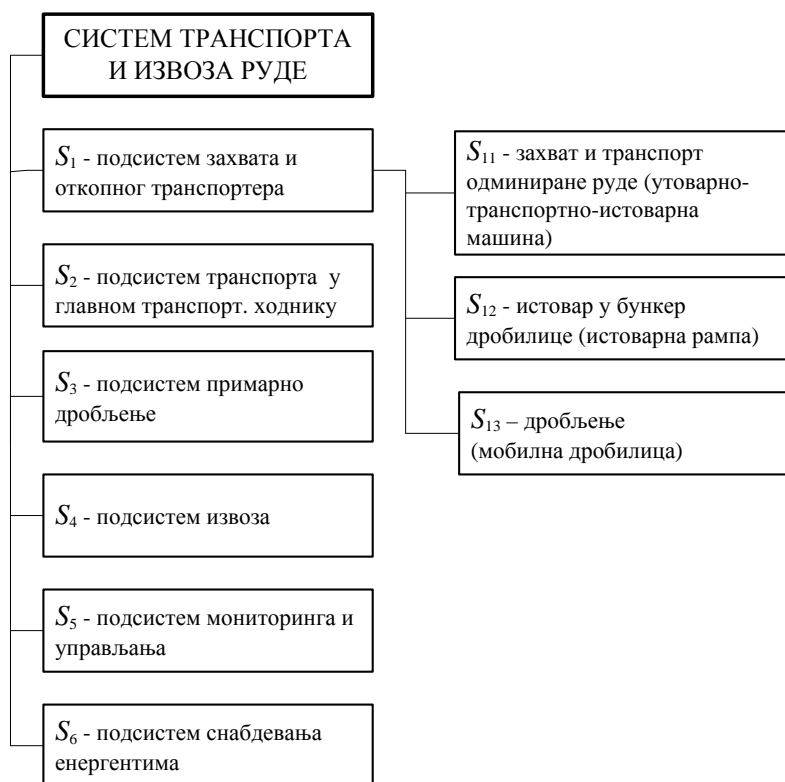 СИСТЕМ ТРАНСПОРТА
И ИЗВОЗА РУДЕ
S₁ - подсистем захвата и
откопног транспортера
S₂ - подсистем транспорта у
главном транспорт. ходнику
S₃ - подсистем примарно
дробљење
S₄ - подсистем извоза
S₅ - подсистем мониторинга и
управљања
S₆ - подсистем снабдевања
енергентима
S₁₁ - захват и транспорт
одминиране руде (утоварно-
транспортно-истоварна
машина)
S₁₂ - истовар у бункер
дробилице (истоварна рампа)
S₁₃ – дробљење
(мобилна дробилица)